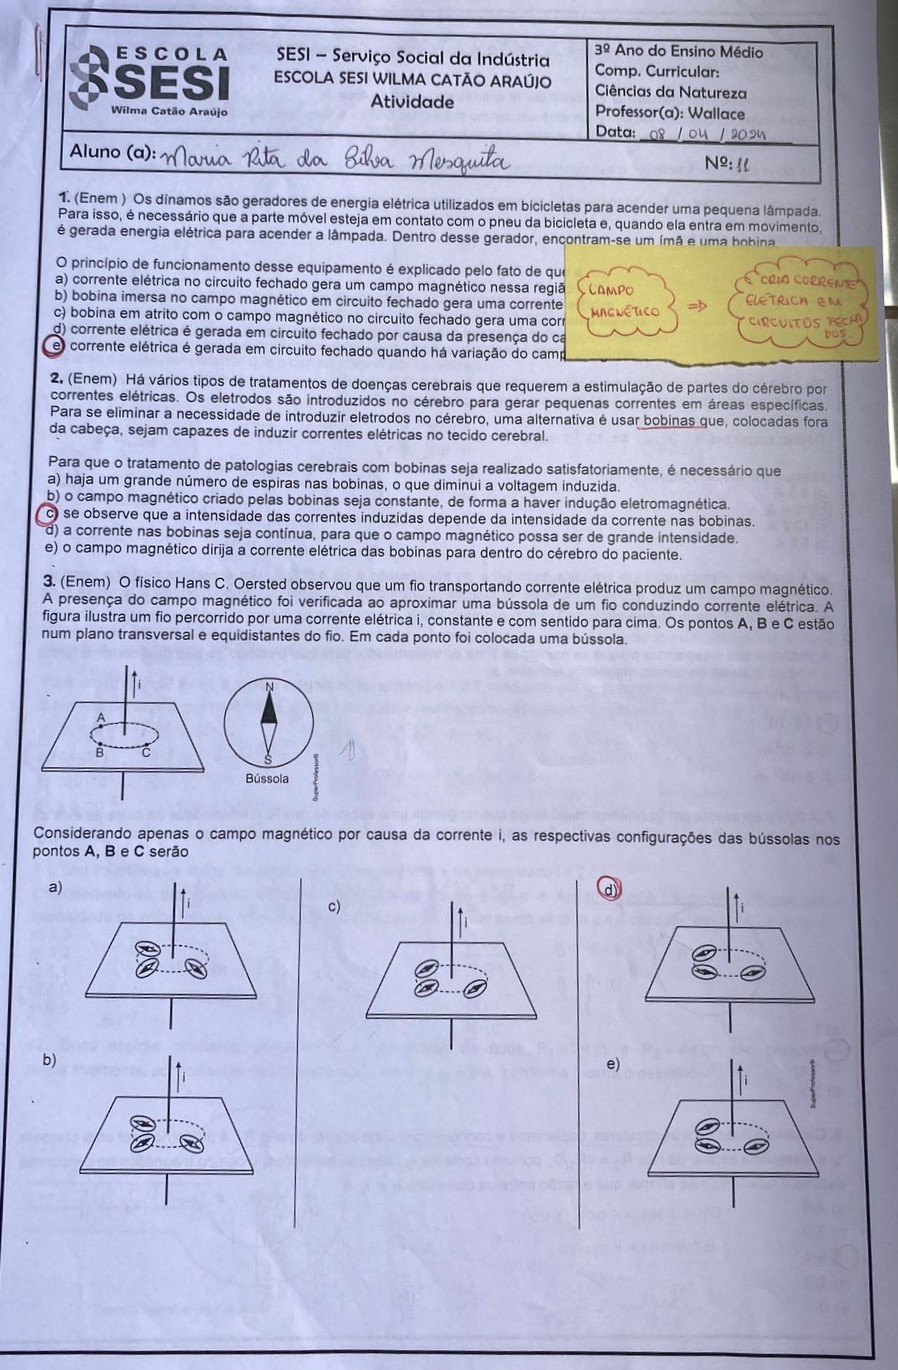 ESCOLA
SESI
Wilma Catão Araújo
SESI – Serviço Social da Indústria
ESCOLA SESI WILMA CATÃO ARAÚJO
Atividade
3º Ano do Ensino Médio
Comp. Curricular:
Ciências da Natureza
Professor(a): Wallace
Data: 08 / 04 / 2024
Aluno (a): Maria Rita da Silva Mesquita
Nº: 11
1. (Enem ) Os dínamos são geradores de energia elétrica utilizados em bicicletas para acender uma pequena lâmpada.
Para isso, é necessário que a parte móvel esteja em contato com o pneu da bicicleta e, quando ela entra em movimento,
é gerada energia elétrica para acender a lâmpada. Dentro desse gerador, encontram-se um ímã e uma bobina
O princípio de funcionamento desse equipamento é explicado pelo fato de que
a) corrente elétrica no circuito fechado gera um campo magnético nessa regiã
b) bobina imersa no campo magnético em circuito fechado gera uma corrente
c) bobina em atrito com o campo magnético no circuito fechado gera uma corr
d) corrente elétrica é gerada em circuito fechado por causa da presença do ca
e) corrente elétrica é gerada em circuito fechado quando há variação do camp
CAMPO
MAGNÉTICO
⇒
E CRIA CORRENTE
ELETRICA EM
CIRCUITOS FECHA
DOS.
2. (Enem) Há vários tipos de tratamentos de doenças cerebrais que requerem a estimulação de partes do cérebro por
correntes elétricas. Os eletrodos são introduzidos no cérebro para gerar pequenas correntes em áreas específicas.
Para se eliminar a necessidade de introduzir eletrodos no cérebro, uma alternativa é usar bobinas que, colocadas fora
da cabeça, sejam capazes de induzir correntes elétricas no tecido cerebral.
Para que o tratamento de patologias cerebrais com bobinas seja realizado satisfatoriamente, é necessário que
a) haja um grande número de espiras nas bobinas, o que diminui a voltagem induzida.
b) o campo magnético criado pelas bobinas seja constante, de forma a haver indução eletromagnética.
c) se observe que a intensidade das correntes induzidas depende da intensidade da corrente nas bobinas.
d) a corrente nas bobinas seja contínua, para que o campo magnético possa ser de grande intensidade.
e) o campo magnético dirija a corrente elétrica das bobinas para dentro do cérebro do paciente.
3. (Enem) O físico Hans C. Oersted observou que um fio transportando corrente elétrica produz um campo magnético.
A presença do campo magnético foi verificada ao aproximar uma bússola de um fio conduzindo corrente elétrica. A
figura ilustra um fio percorrido por uma corrente elétrica i, constante e com sentido para cima. Os pontos A, B e C estão
num plano transversal e equidistantes do fio. Em cada ponto foi colocada uma bússola.
i
A
B
C
N
S
Bússola
SuperProfessor®
Considerando apenas o campo magnético por causa da corrente i, as respectivas configurações das bússolas nos
pontos A, B e C serão
a)
i
c)
i
d)
i
b)
i
e)
i
SuperProfessor®